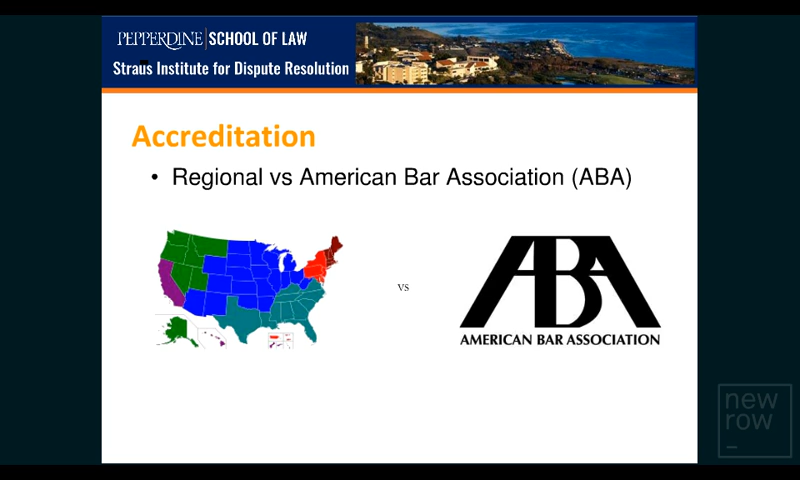 PEPPERDINE | SCHOOL OF LAW
Straus Institute for Dispute Resolution
Accreditation
• Regional vs American Bar Association (ABA)
vs
ABA
AMERICAN BAR ASSOCIATION
new
row